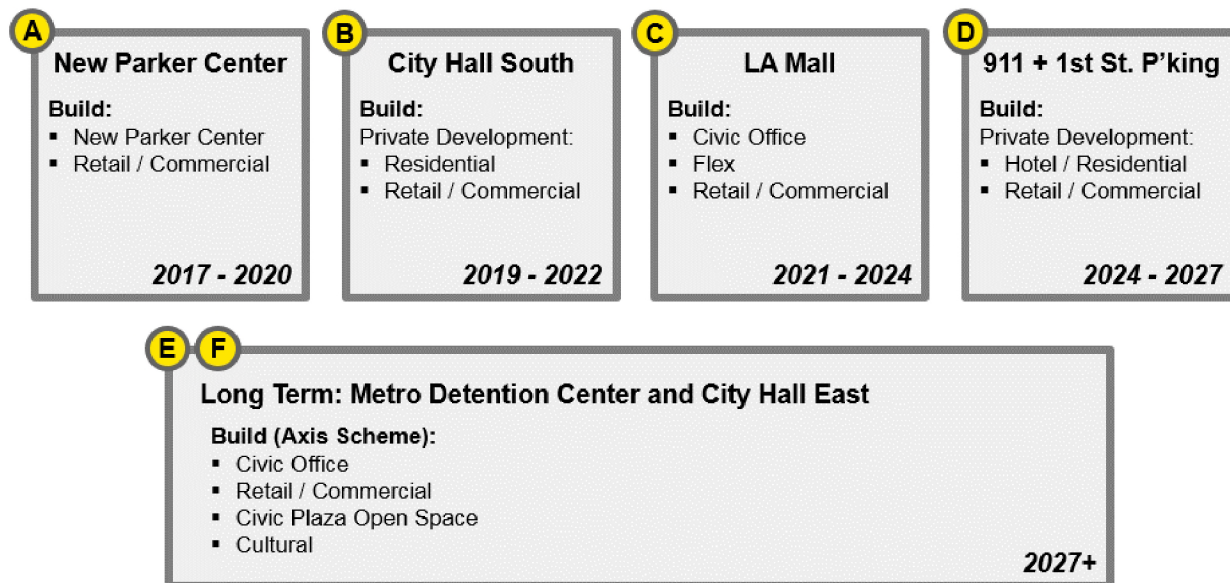 A
New Parker Center
Build:
▪ New Parker Center
▪ Retail / Commercial
2017 - 2020
B
City Hall South
Build:
Private Development:
▪ Residential
▪ Retail / Commercial
2019 - 2022
C
LA Mall
Build:
▪ Civic Office
▪ Flex
▪ Retail / Commercial
2021 - 2024
D
911 + 1st St. P’king
Build:
Private Development:
▪ Hotel / Residential
▪ Retail / Commercial
2024 - 2027
E F
Long Term: Metro Detention Center and City Hall East
Build (Axis Scheme):
▪ Civic Office
▪ Retail / Commercial
▪ Civic Plaza Open Space
▪ Cultural
2027+